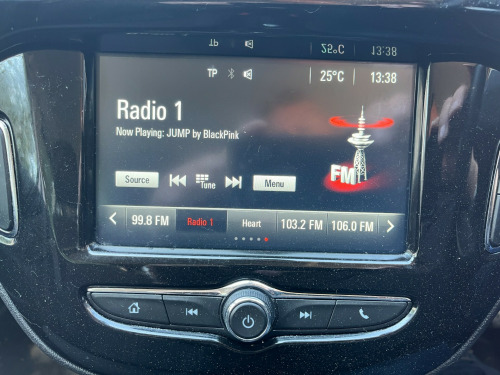 TP 25°C 13:38
Radio 1
Now Playing: JUMP by BlackPink
FM
Source Tune Menu
99.8 FM Radio 1 Heart 103.2 FM 106.0 FM